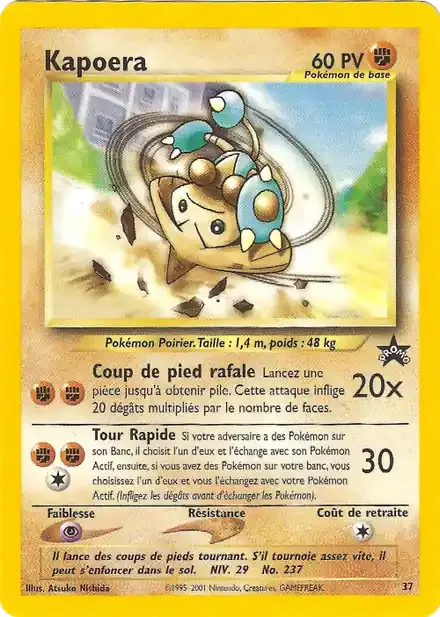 Kapoera
60 PV
Pokémon de base
Pokémon Poirier. Taille : 1,4 m, poids : 48 kg
PROMO
Coup de pied rafale Lancez une
pièce jusqu'à obtenir pile. Cette attaque inflige
20 dégâts multipliés par le nombre de faces.
20x
Tour Rapide Si votre adversaire a des Pokémon sur
son Banc, il choisit l'un d'eux et l'échange avec son Pokémon
Actif, ensuite, si vous avez des Pokémon sur votre banc, vous
choisissez l'un d'eux et vous l'échangez avec votre Pokémon
Actif. (Infligez les dégâts avant d'échanger les Pokémon).
30
Faiblesse
Résistance
Coût de retraite
Il lance des coups de pieds tournant. S'il tournoie assez vite, il
peut s'enfoncer dans le sol. NIV. 29 No. 237
Illus. Atsuko Nishida
©1995 2001 Nintendo, Creatures, GAMEFREAK.
37